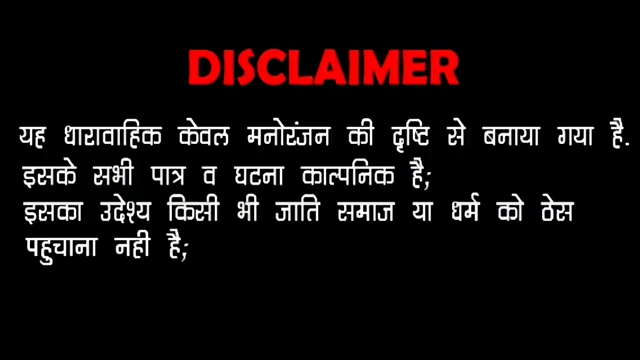 DISCLAIMER
यह धारावाहिक केवल मनोरंजन की दृष्टि से बनाया गया है.
इसके सभी पात्र व घटना काल्पनिक है;
इसका उदेश्य किसी भी जाति समाज या धर्म को ठेस
पहुचाना नही है;